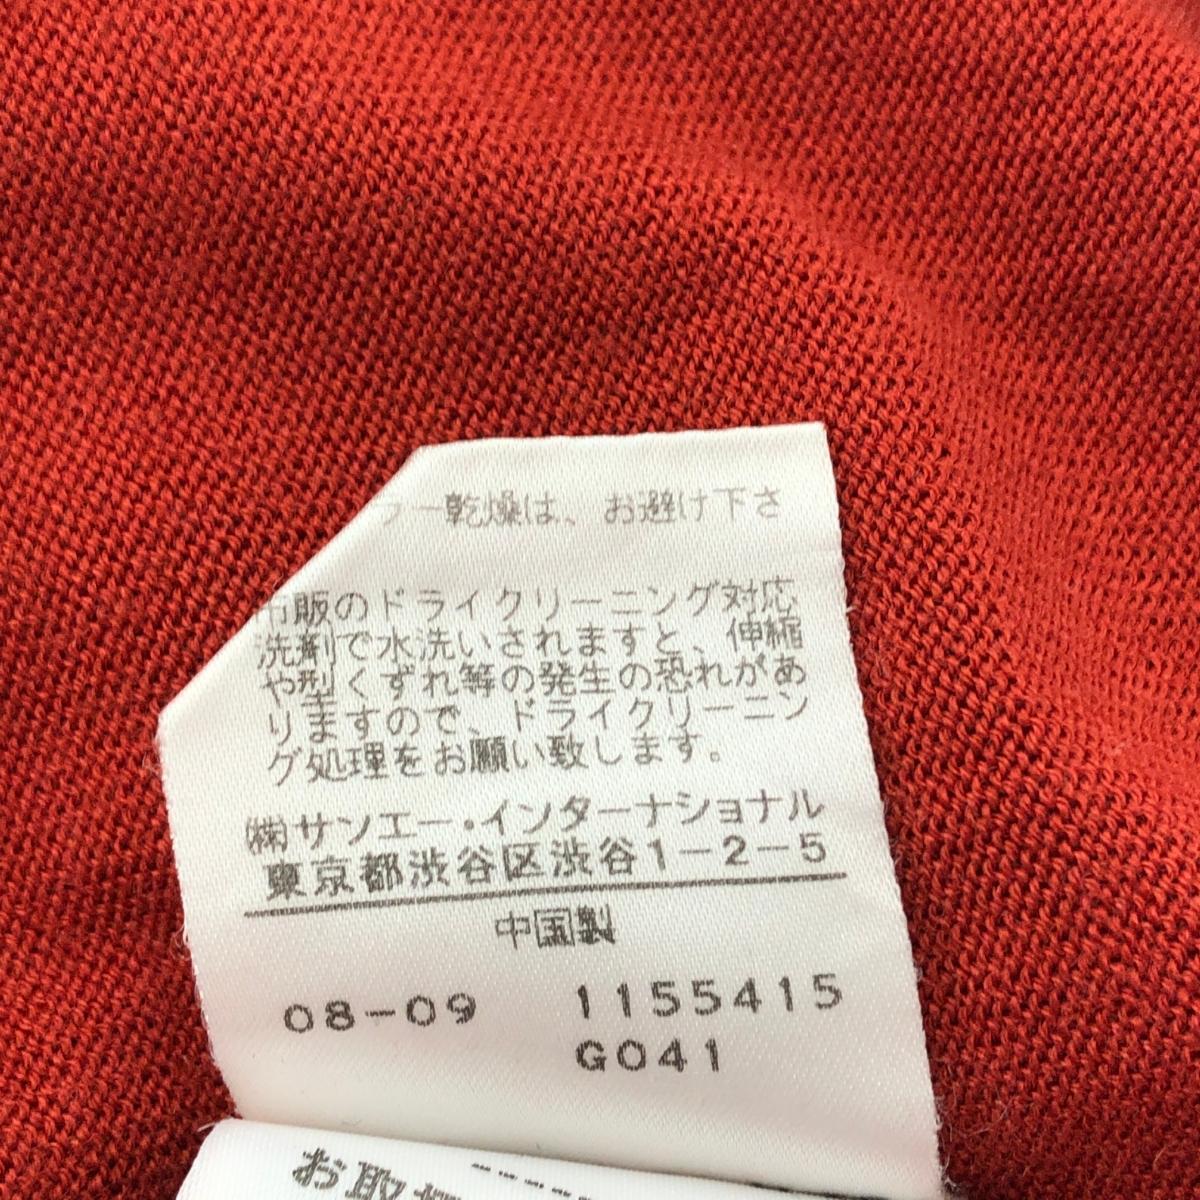 ラー乾燥は、お避け下さ
市販のドライクリーニング対応
洗剤で水洗いされますと、伸縮
や型くずれ等の発生の恐れがあ
りますので、ドライクリーニン
グ処理をお願い致します。
㈱サンエー・インターナショナル
東京都渋谷区渋谷1-2-5
中国製
08-09 1155415
G041
お取扱